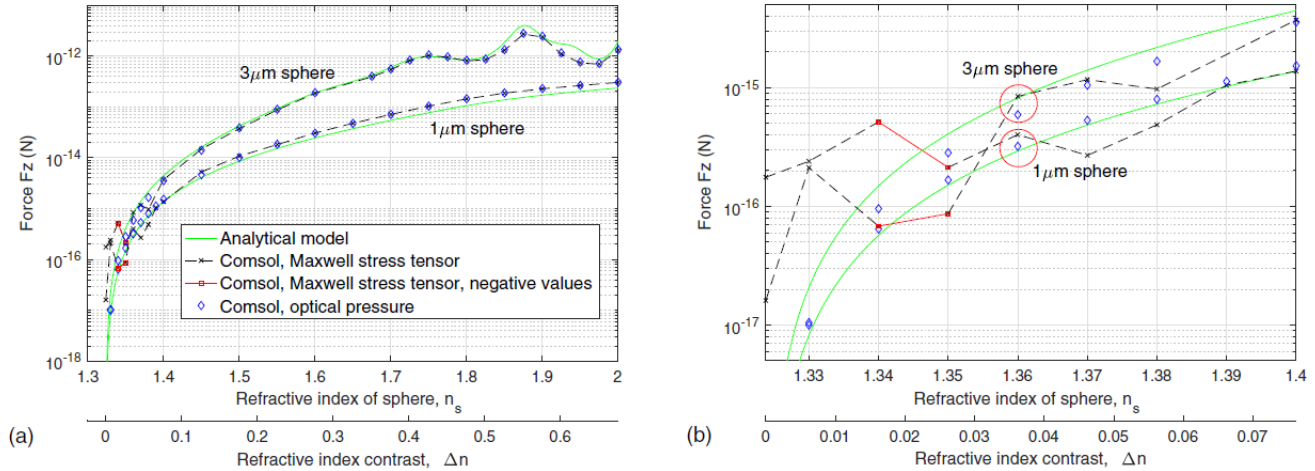 10^-12
10^-14
10^-16
10^-18
Force Fz (N)
3μm sphere
1μm sphere
Analytical model
Comsol, Maxwell stress tensor
Comsol, Maxwell stress tensor, negative values
Comsol, optical pressure
1.3 1.4 1.5 1.6 1.7 1.8 1.9 2
Refractive index of sphere, n_s
(a)
0 0.1 0.2 0.3 0.4 0.5 0.6
Refractive index contrast, Δn
10^-15
10^-16
10^-17
Force Fz (N)
3μm sphere
1μm sphere
1.33 1.34 1.35 1.36 1.37 1.38 1.39 1.4
Refractive index of sphere, n_s
(b)
0 0.01 0.02 0.03 0.04 0.05 0.06 0.07
Refractive index contrast, Δn